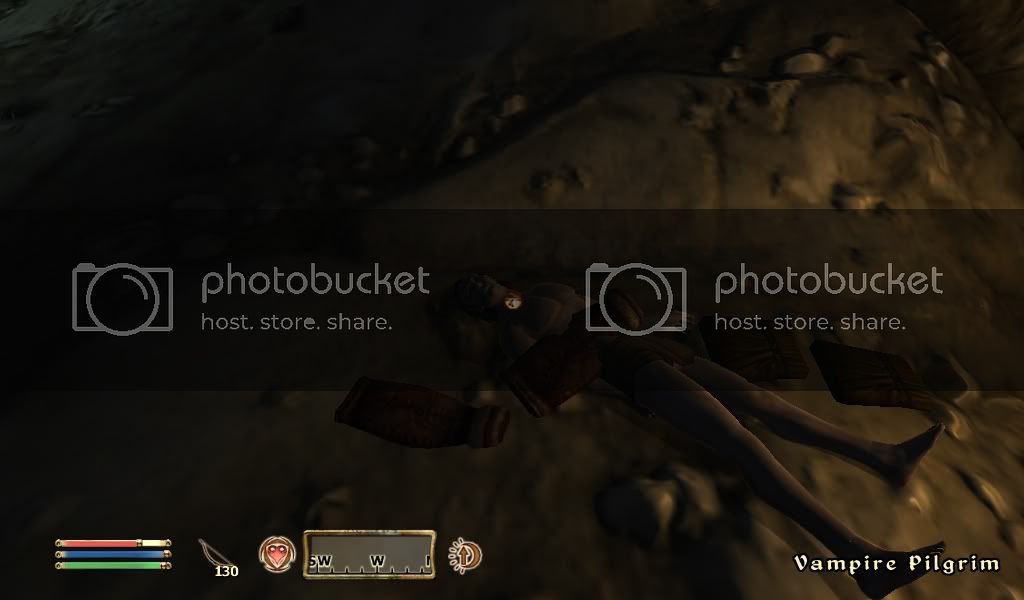 photobucket photobucket
host. store. share. host. store. share.
SW W
130
Vampire Pilgrim